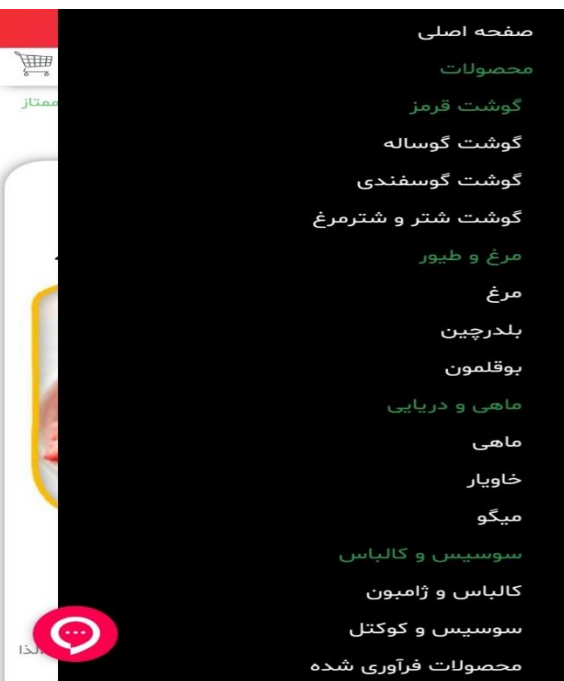 صفحه اصلی
محصولات
گوشت قرمز
گوشت گوساله
گوشت گوسفندی
گوشت شتر و شترمرغ
مرغ و طیور
مرغ
بلدرچین
بوقلمون
ماهی و دریایی
ماهی
خاویار
میگو
سوسیس و کالباس
کالباس و ژامبون
سوسیس و کوکتل
محصولات فرآوری شده
ممتاز